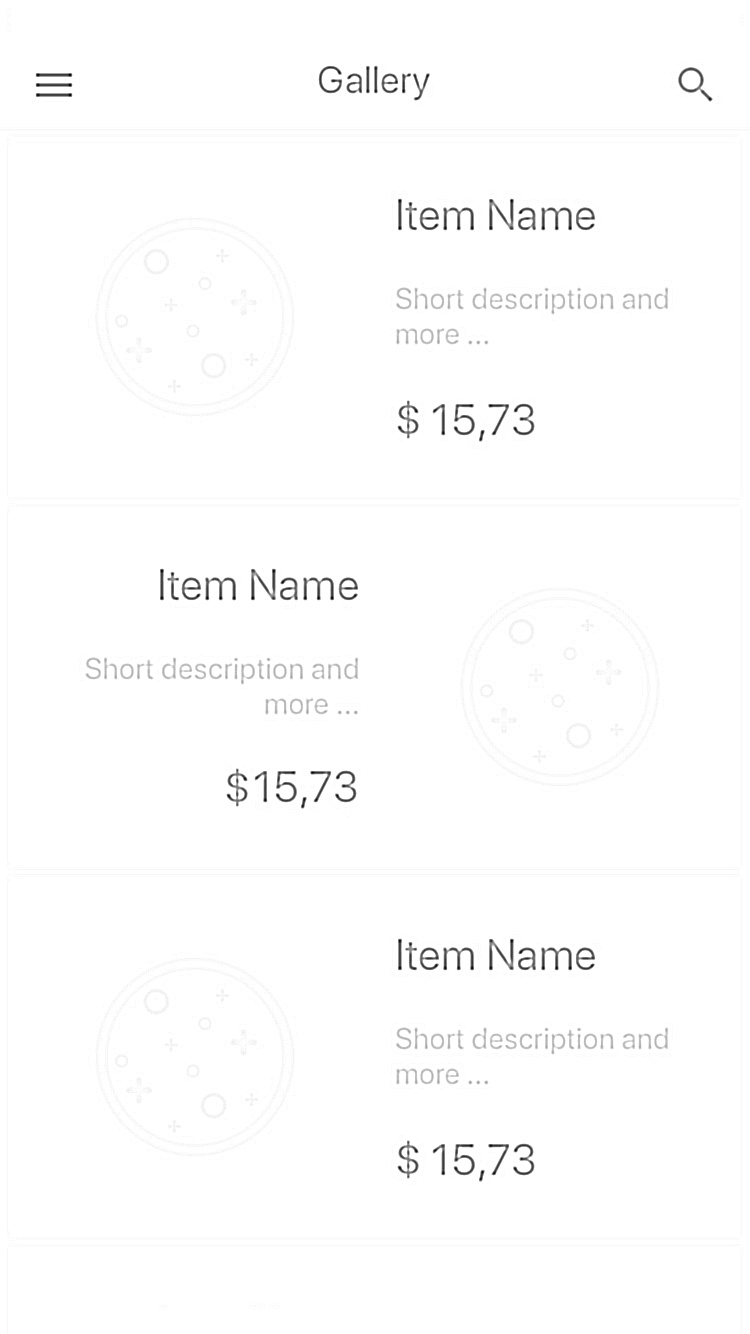 Gallery
Item Name
Short description and
more ...
$ 15,73
Item Name
Short description and
more ...
$15,73
Item Name
Short description and
more ...
$ 15,73